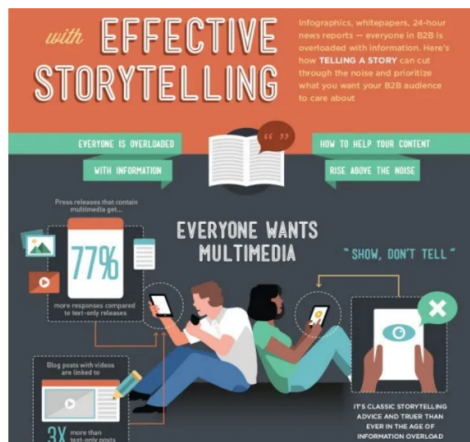 with EFFECTIVE
STORYTELLING
Infographics, whitepapers, 24-hour
news reports — everyone in B2B is
overloaded with information. Here's
how TELLING A STORY can cut
through the noise and prioritize
what you want your B2B audience
to care about
EVERYONE IS OVERLOADED
WITH INFORMATION
HOW TO HELP YOUR CONTENT
RISE ABOVE THE NOISE
Press releases that contain
multimedia get...
77%
more responses compared
to text-only releases
EVERYONE WANTS
MULTIMEDIA
"SHOW, DON'T TELL"
Blog posts with videos
are linked to
3X more than
text-only posts
IT'S CLASSIC STORYTELLING
ADVICE AND TRUER THAN
EVER IN THE AGE OF
INFORMATION OVERLOAD